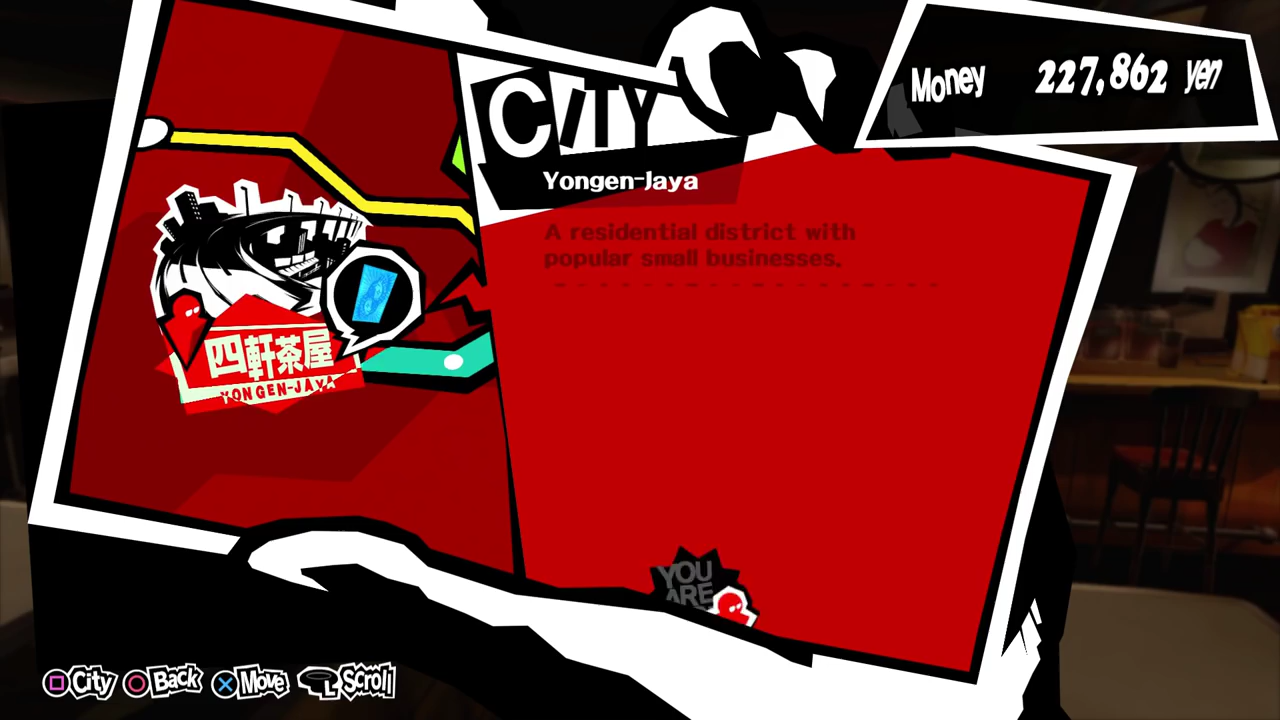 CITY
Money 227,862 yen
Yongen-Jaya
A residential district with
popular small businesses.
四軒茶屋
YONGEN-JAYA
YOU
ARE
City Back Move L Scroll